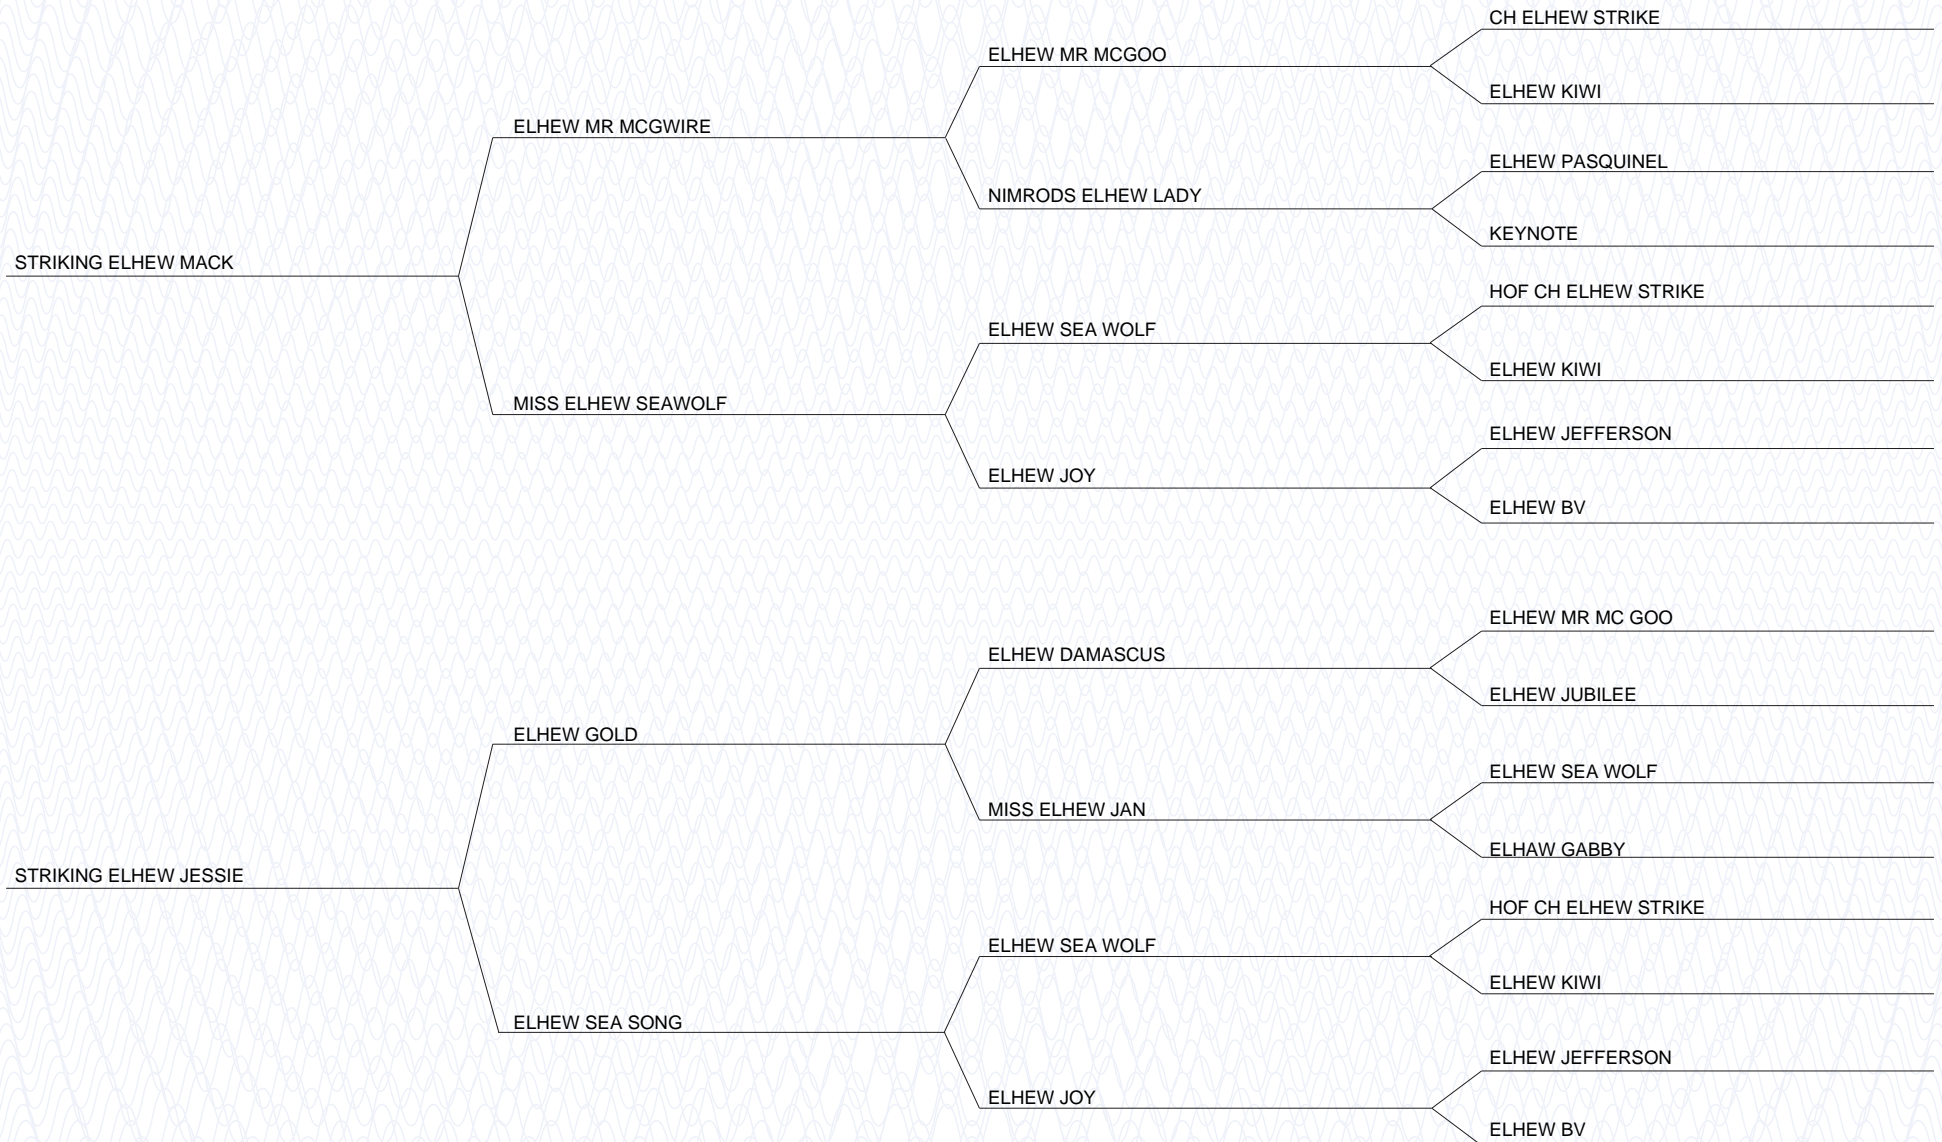 CH ELHEW STRIKE
ELHEW MR MCGOO
ELHEW KIWI
ELHEW MR MCGWIRE
ELHEW PASQUINEL
NIMRODS ELHEW LADY
KEYNOTE
STRIKING ELHEW MACK
HOF CH ELHEW STRIKE
ELHEW SEA WOLF
ELHEW KIWI
MISS ELHEW SEAWOLF
ELHEW JEFFERSON
ELHEW JOY
ELHEW BV
ELHEW MR MC GOO
ELHEW DAMASCUS
ELHEW JUBILEE
ELHEW GOLD
ELHEW SEA WOLF
MISS ELHEW JAN
ELHAW GABBY
STRIKING ELHEW JESSIE
HOF CH ELHEW STRIKE
ELHEW SEA WOLF
ELHEW KIWI
ELHEW SEA SONG
ELHEW JEFFERSON
ELHEW JOY
ELHEW BV